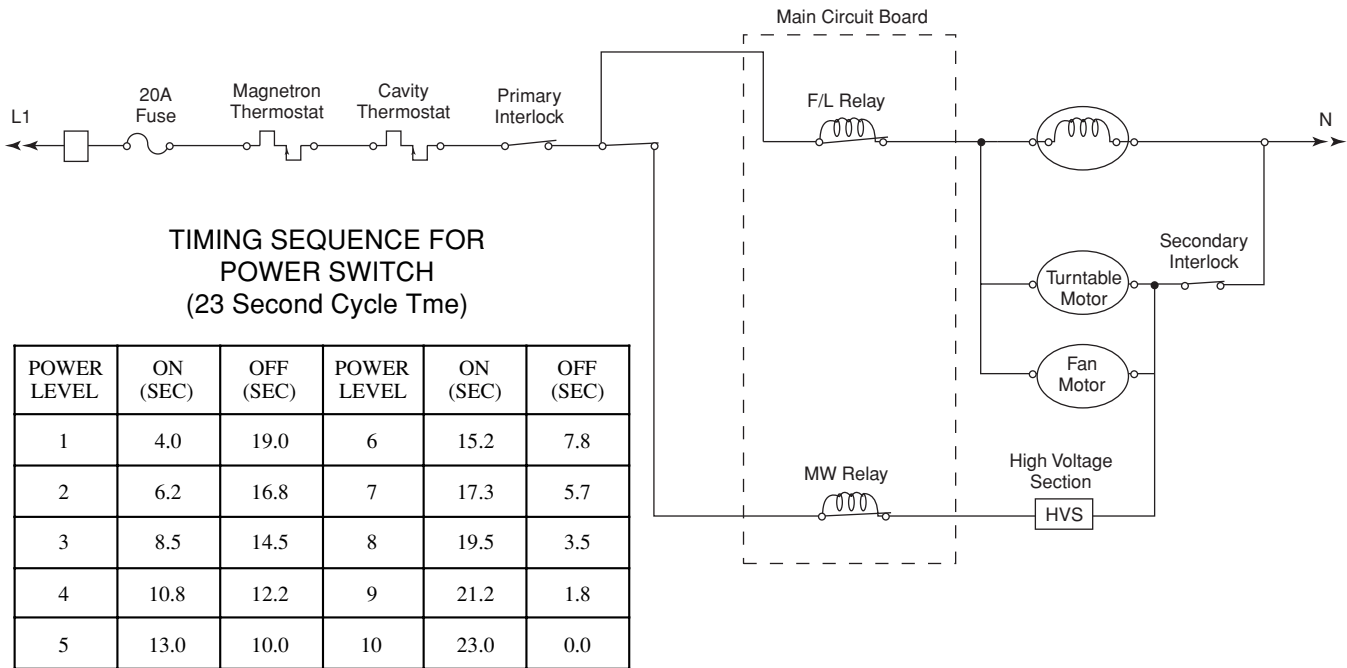 Main Circuit Board
L1
20A
Fuse
Magnetron
Thermostat
Cavity
Thermostat
Primary
Interlock
F/L Relay
N
TIMING SEQUENCE FOR
POWER SWITCH
(23 Second Cycle Tme)
Secondary
Interlock
Turntable
Motor
Fan
Motor
MW Relay
High Voltage
Section
HVS
POWER LEVEL ON (SEC) OFF (SEC) POWER LEVEL ON (SEC) OFF (SEC)
1 4.0 19.0 6 15.2 7.8
2 6.2 16.8 7 17.3 5.7
3 8.5 14.5 8 19.5 3.5
4 10.8 12.2 9 21.2 1.8
5 13.0 10.0 10 23.0 0.0